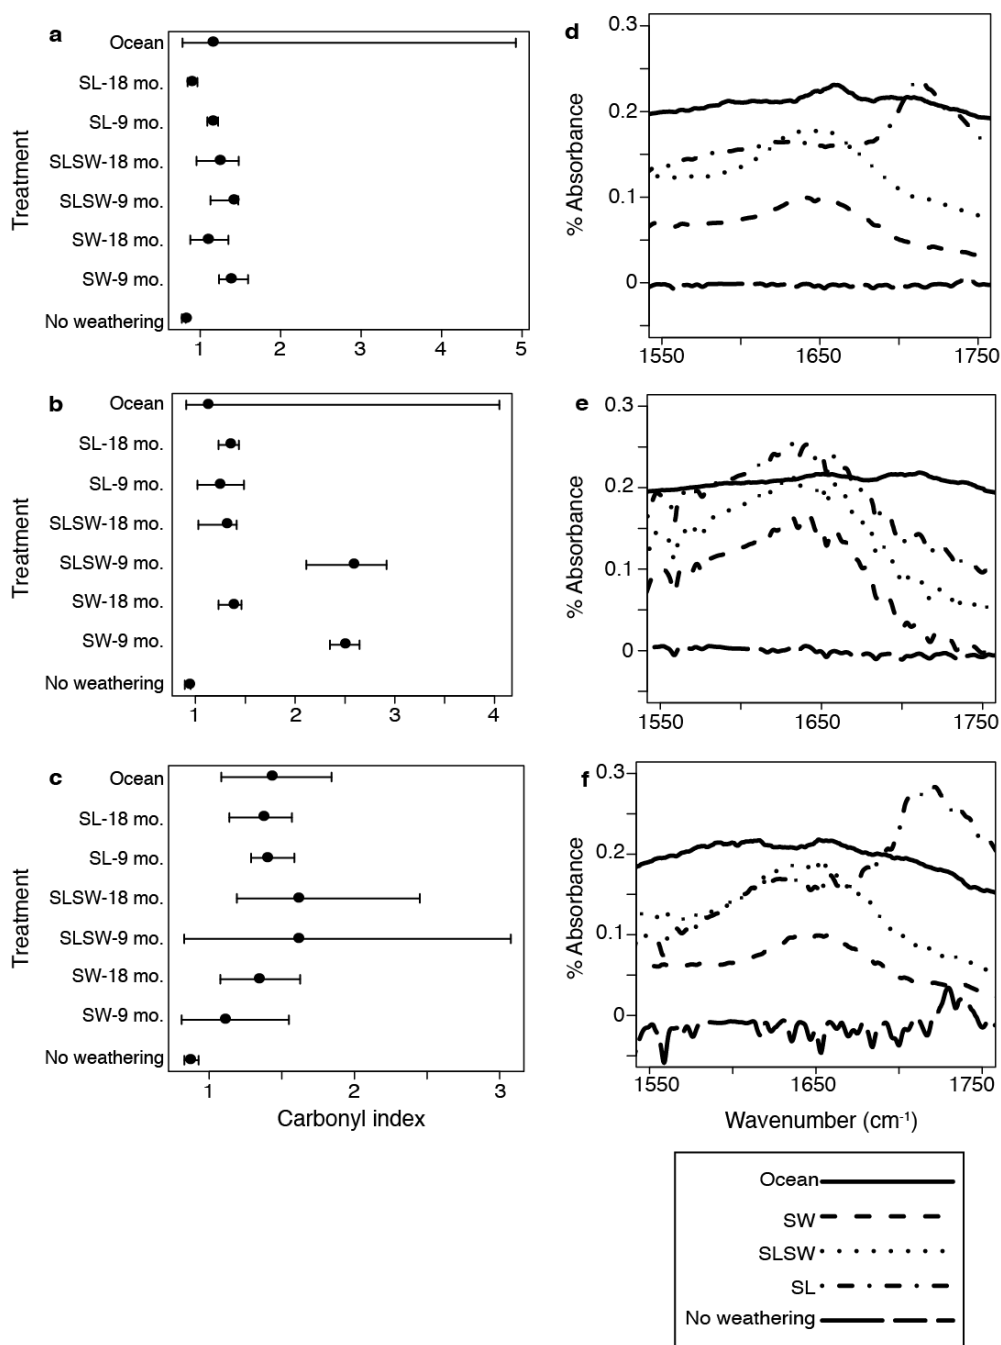 a
Ocean
SL-18 mo.
SL-9 mo.
SLSW-18 mo.
SLSW-9 mo.
SW-18 mo.
SW-9 mo.
No weathering
Treatment
1 2 3 4 5
d
0.3
0.2
0.1
0
% Absorbance
1550 1650 1750
b
Ocean
SL-18 mo.
SL-9 mo.
SLSW-18 mo.
SLSW-9 mo.
SW-18 mo.
SW-9 mo.
No weathering
Treatment
1 2 3 4
e
0.3
0.2
0.1
0
% Absorbance
1550 1650 1750
c
Ocean
SL-18 mo.
SL-9 mo.
SLSW-18 mo.
SLSW-9 mo.
SW-18 mo.
SW-9 mo.
No weathering
Treatment
1 2 3
Carbonyl index
f
0.3
0.2
0.1
0
% Absorbance
1550 1650 1750
Wavenumber (cm⁻¹)
Ocean
SW
SLSW
SL
No weathering